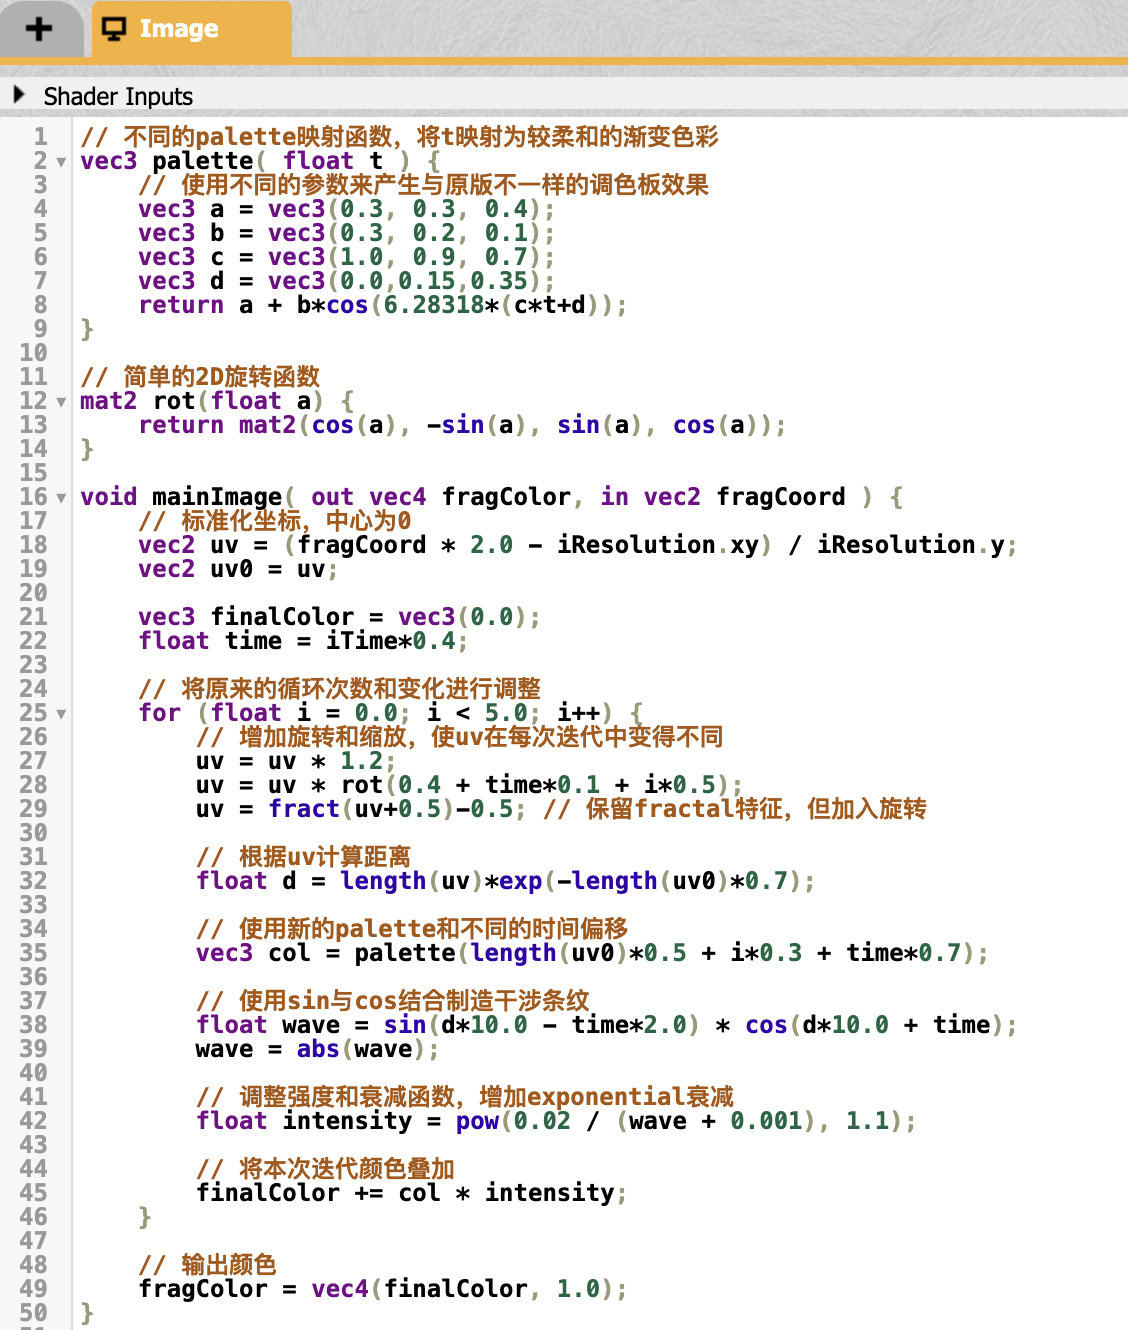 +
Image
Shader Inputs
1 // 不同的palette映射函数，将t映射为较柔和的渐变色彩
2 vec3 palette( float t ) {
3     // 使用不同的参数来产生与原版不一样的调色板效果
4     vec3 a = vec3(0.3, 0.3, 0.4);
5     vec3 b = vec3(0.3, 0.2, 0.1);
6     vec3 c = vec3(1.0, 0.9, 0.7);
7     vec3 d = vec3(0.0,0.15,0.35);
8     return a + b*cos(6.28318*(c*t+d));
9 }
10
11 // 简单的2D旋转函数
12 mat2 rot(float a) {
13     return mat2(cos(a), -sin(a), sin(a), cos(a));
14 }
15
16 void mainImage( out vec4 fragColor, in vec2 fragCoord ) {
17     // 标准化坐标，中心为0
18     vec2 uv = (fragCoord * 2.0 - iResolution.xy) / iResolution.y;
19     vec2 uv0 = uv;
20
21     vec3 finalColor = vec3(0.0);
22     float time = iTime*0.4;
23
24     // 将原来的循环次数和变化进行调整
25     for (float i = 0.0; i < 5.0; i++) {
26         // 增加旋转和缩放，使uv在每次迭代中变得不同
27         uv = uv * 1.2;
28         uv = uv * rot(0.4 + time*0.1 + i*0.5);
29         uv = fract(uv+0.5)-0.5; // 保留fractal特征，但加入旋转
30
31         // 根据uv计算距离
32         float d = length(uv)*exp(-length(uv0)*0.7);
33
34         // 使用新的palette和不同的时间偏移
35         vec3 col = palette(length(uv0)*0.5 + i*0.3 + time*0.7);
36
37         // 使用sin与cos结合制造干涉条纹
38         float wave = sin(d*10.0 - time*2.0) * cos(d*10.0 + time);
39         wave = abs(wave);
40
41         // 调整强度和衰减函数，增加exponential衰减
42         float intensity = pow(0.02 / (wave + 0.001), 1.1);
43
44         // 将本次迭代颜色叠加
45         finalColor += col * intensity;
46     }
47
48     // 输出颜色
49     fragColor = vec4(finalColor, 1.0);
50 }